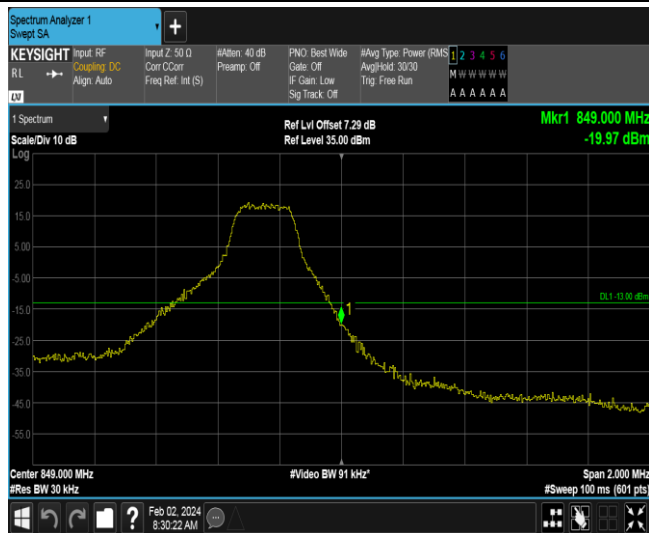 Spectrum Analyzer 1
Swept SA
+
KEYSIGHT
RL
Input: RF
Coupling: DC
Align: Auto
Input Z: 50 Ω
Corr CCorr
Freq Ref: Int (S)
#Atten: 40 dB
Preamp: Off
PNO: Best Wide
Gate: Off
IF Gain: Low
Sig Track: Off
#Avg Type: Power (RMS
Avg|Hold: 30/30
Trig: Free Run
1 2 3 4 5 6
M W W W W W
A A A A A A
LXI
1 Spectrum
Scale/Div 10 dB
Ref Lvl Offset 7.29 dB
Ref Level 35.00 dBm
Mkr1 849.000 MHz
-19.97 dBm
Log
25.0
15.0
5.00
-5.00
DL1 -13.00 dBm
1
-15.0
-25.0
-35.0
-45.0
-55.0
Center 849.000 MHz
#Video BW 91 kHz*
Span 2.000 MHz
#Res BW 30 kHz
#Sweep 100 ms (601 pts)
?
Feb 02, 2024
8:30:22 AM